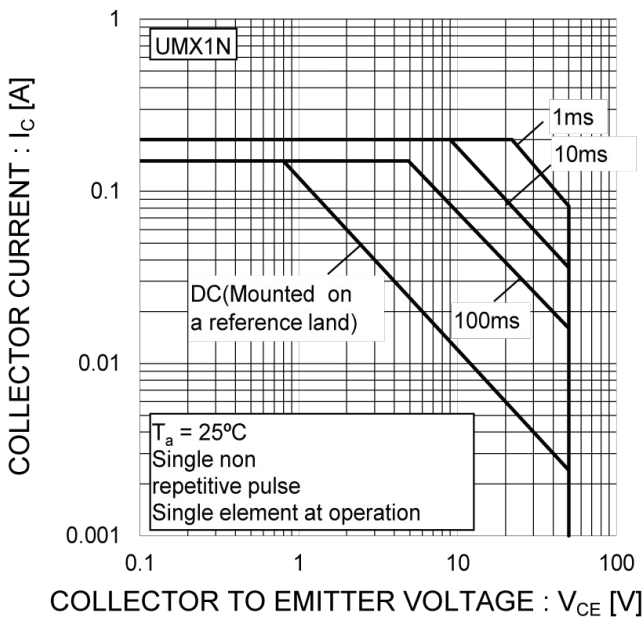 1
UMX1N
1ms
10ms
0.1
DC(Mounted on
a reference land)
100ms
0.01
Ta = 25ºC
Single non
repetitive pulse
Single element at operation
0.001
0.1
1
10
100
COLLECTOR CURRENT : IC [A]
COLLECTOR TO EMITTER VOLTAGE : VCE [V]